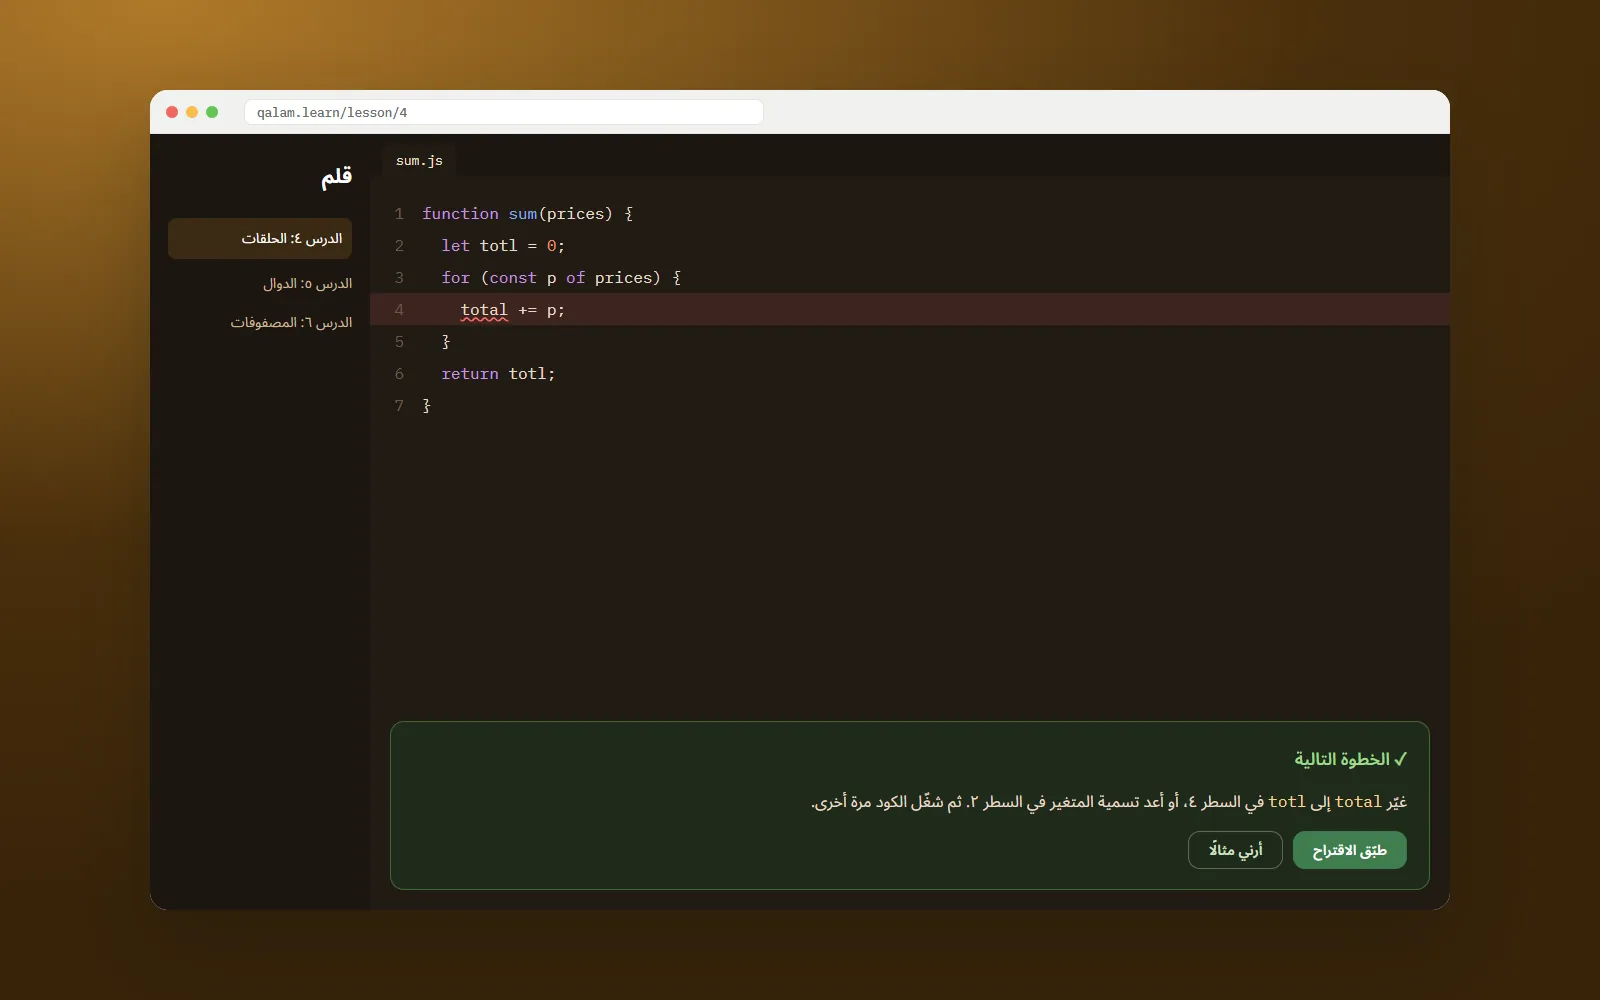 qalam.learn/lesson/4
قلم
الدرس ٤: الحلقات
الدرس ٥: الدوال
الدرس ٦: المصفوفات
sum.js
1 function sum(prices) {
2 let totl = 0;
3 for (const p of prices) {
4 total += p;
5 }
6 return totl;
7 }
✓ الخطوة التالية
غيّر total إلى totl في السطر ٤، أو أعد تسمية المتغير في السطر ٢. ثم شغّل الكود مرة أخرى.
طبّق الاقتراح
أرني مثالًا